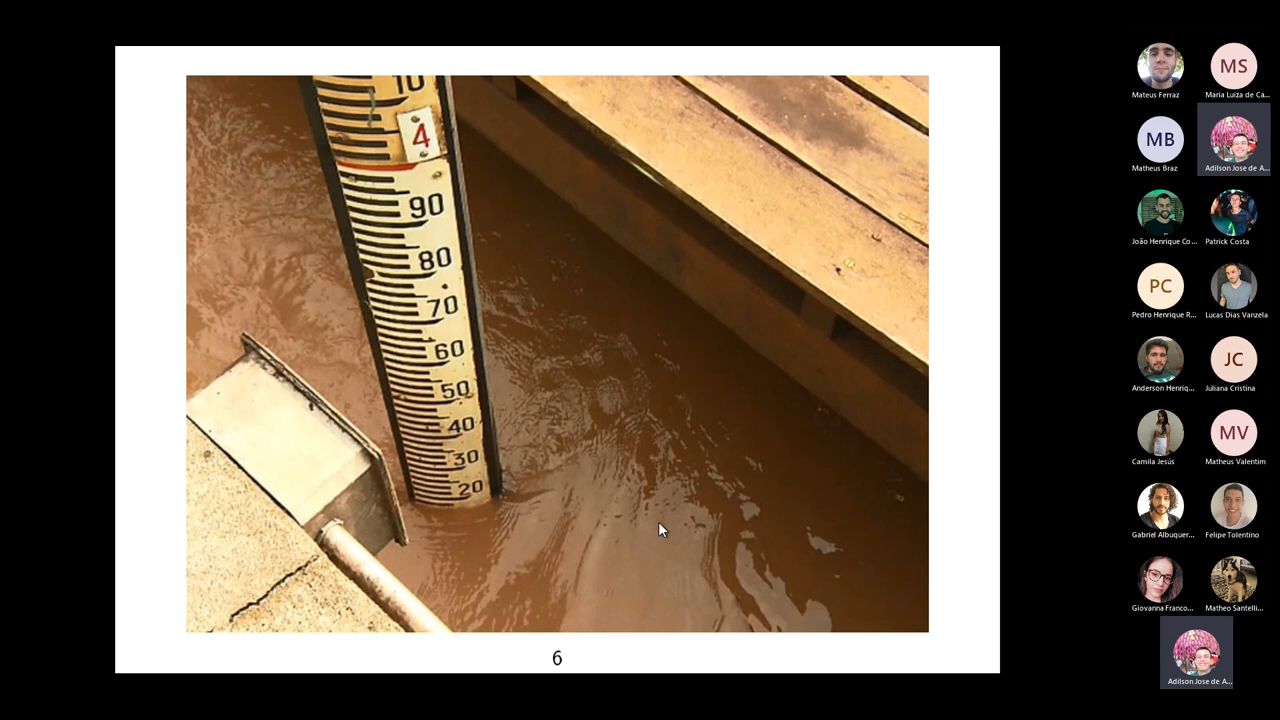 10
4
90
80
70
60
50
40
30
20
6
Mateus Ferraz
MS
Maria Luiza de Ca...
MB
Matheus Braz
Adilson Jose de A...
João Henrique Co...
Patrick Costa
PC
Pedro Henrique R...
Lucas Dias Vanzela
Anderson Henriq...
JC
Juliana Cristina
Camila Jesús
MV
Matheus Valentim
Gabriel Albuquer...
Felipe Tolentino
Giovanna Franco...
Matheo Santelli...
Adilson Jose de A...